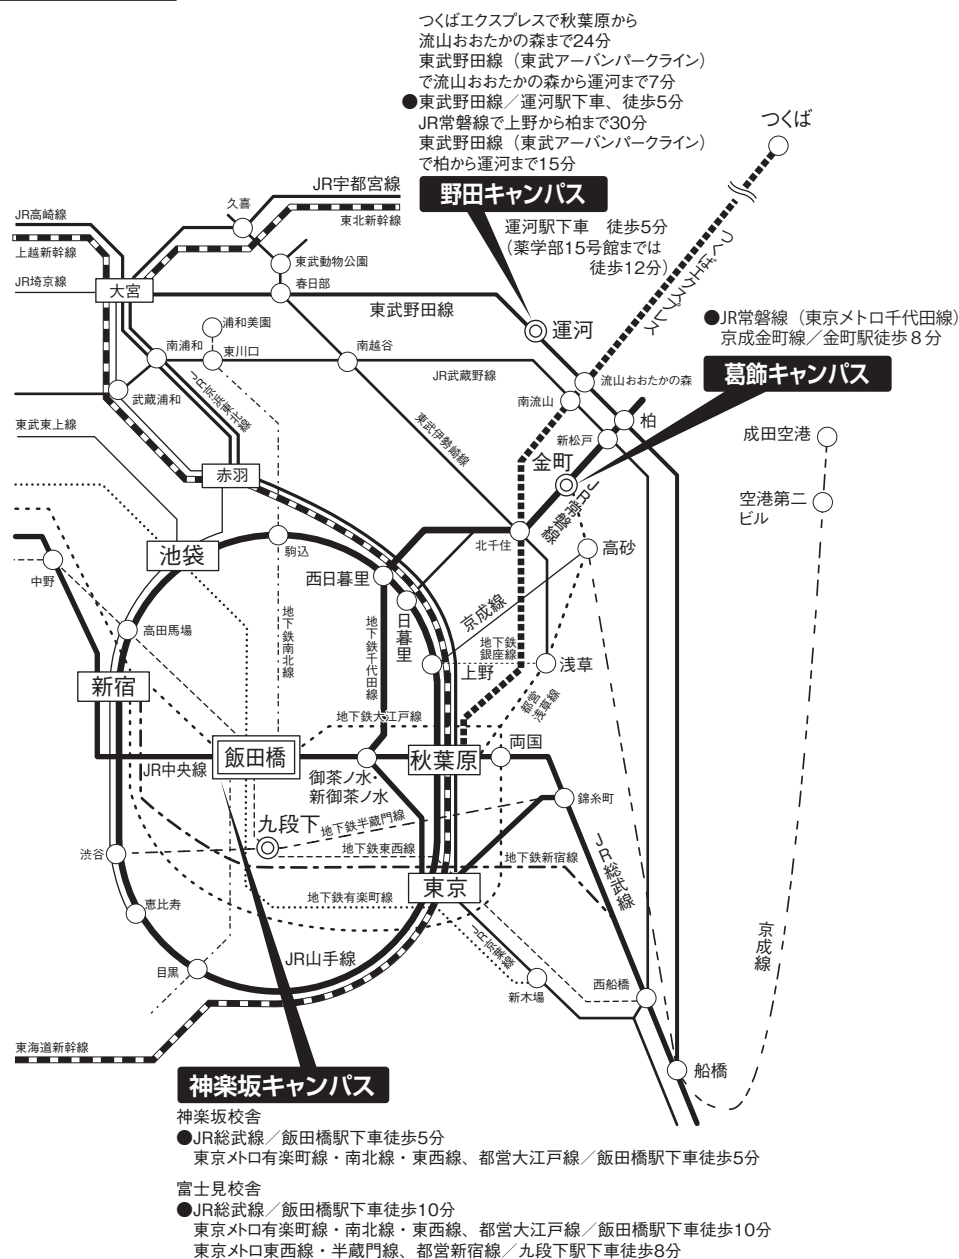 つくばエクスプレスで秋葉原から
流山おおたかの森まで24分
東武野田線（東武アーバンパークライン）
で流山おおたかの森から運河まで7分
●東武野田線／運河駅下車、徒歩5分
JR常磐線で上野から柏まで30分
東武野田線（東武アーバンパークライン）
で柏から運河まで15分
つくば
野田キャンパス
JR宇都宮線
久喜
東北新幹線
JR高崎線
上越新幹線
運河駅下車　徒歩5分
（薬学部15号館までは
徒歩12分）
つくばエクスプレス
東武動物公園
JR埼京線
大宮
春日部
東武野田線
運河
●JR常磐線（東京メトロ千代田線）
京成金町線／金町駅徒歩８分
葛飾キャンパス
浦和美園
南浦和
東川口
南越谷
JR武蔵野線
流山おおたかの森
武蔵浦和
JR京浜東北線
南流山
柏
東武東上線
東武伊勢崎線
新松戸
成田空港
金町
赤羽
JR常磐線
空港第二
ビル
池袋
駒込
北千住
高砂
中野
西日暮里
日暮里
京成線
高田馬場
地下鉄南北線
地下鉄千代田線
地下鉄
銀座線
上野
浅草
新宿
都営
浅草線
地下鉄大江戸線
飯田橋
秋葉原
両国
JR中央線
御茶ノ水・
新御茶ノ水
錦糸町
九段下
地下鉄半蔵門線
地下鉄東西線
地下鉄新宿線
JR総武線
渋谷
東京
地下鉄有楽町線
恵比寿
京成線
JR山手線
JR京葉線
目黒
新木場
西船橋
東海道新幹線
船橋
神楽坂キャンパス
神楽坂校舎
●JR総武線／飯田橋駅下車徒歩5分
東京メトロ有楽町線・南北線・東西線、都営大江戸線／飯田橋駅下車徒歩5分
富士見校舎
●JR総武線／飯田橋駅下車徒歩10分
東京メトロ有楽町線・南北線・東西線、都営大江戸線／飯田橋駅下車徒歩10分
東京メトロ東西線・半蔵門線、都営新宿線／九段下駅下車徒歩8分